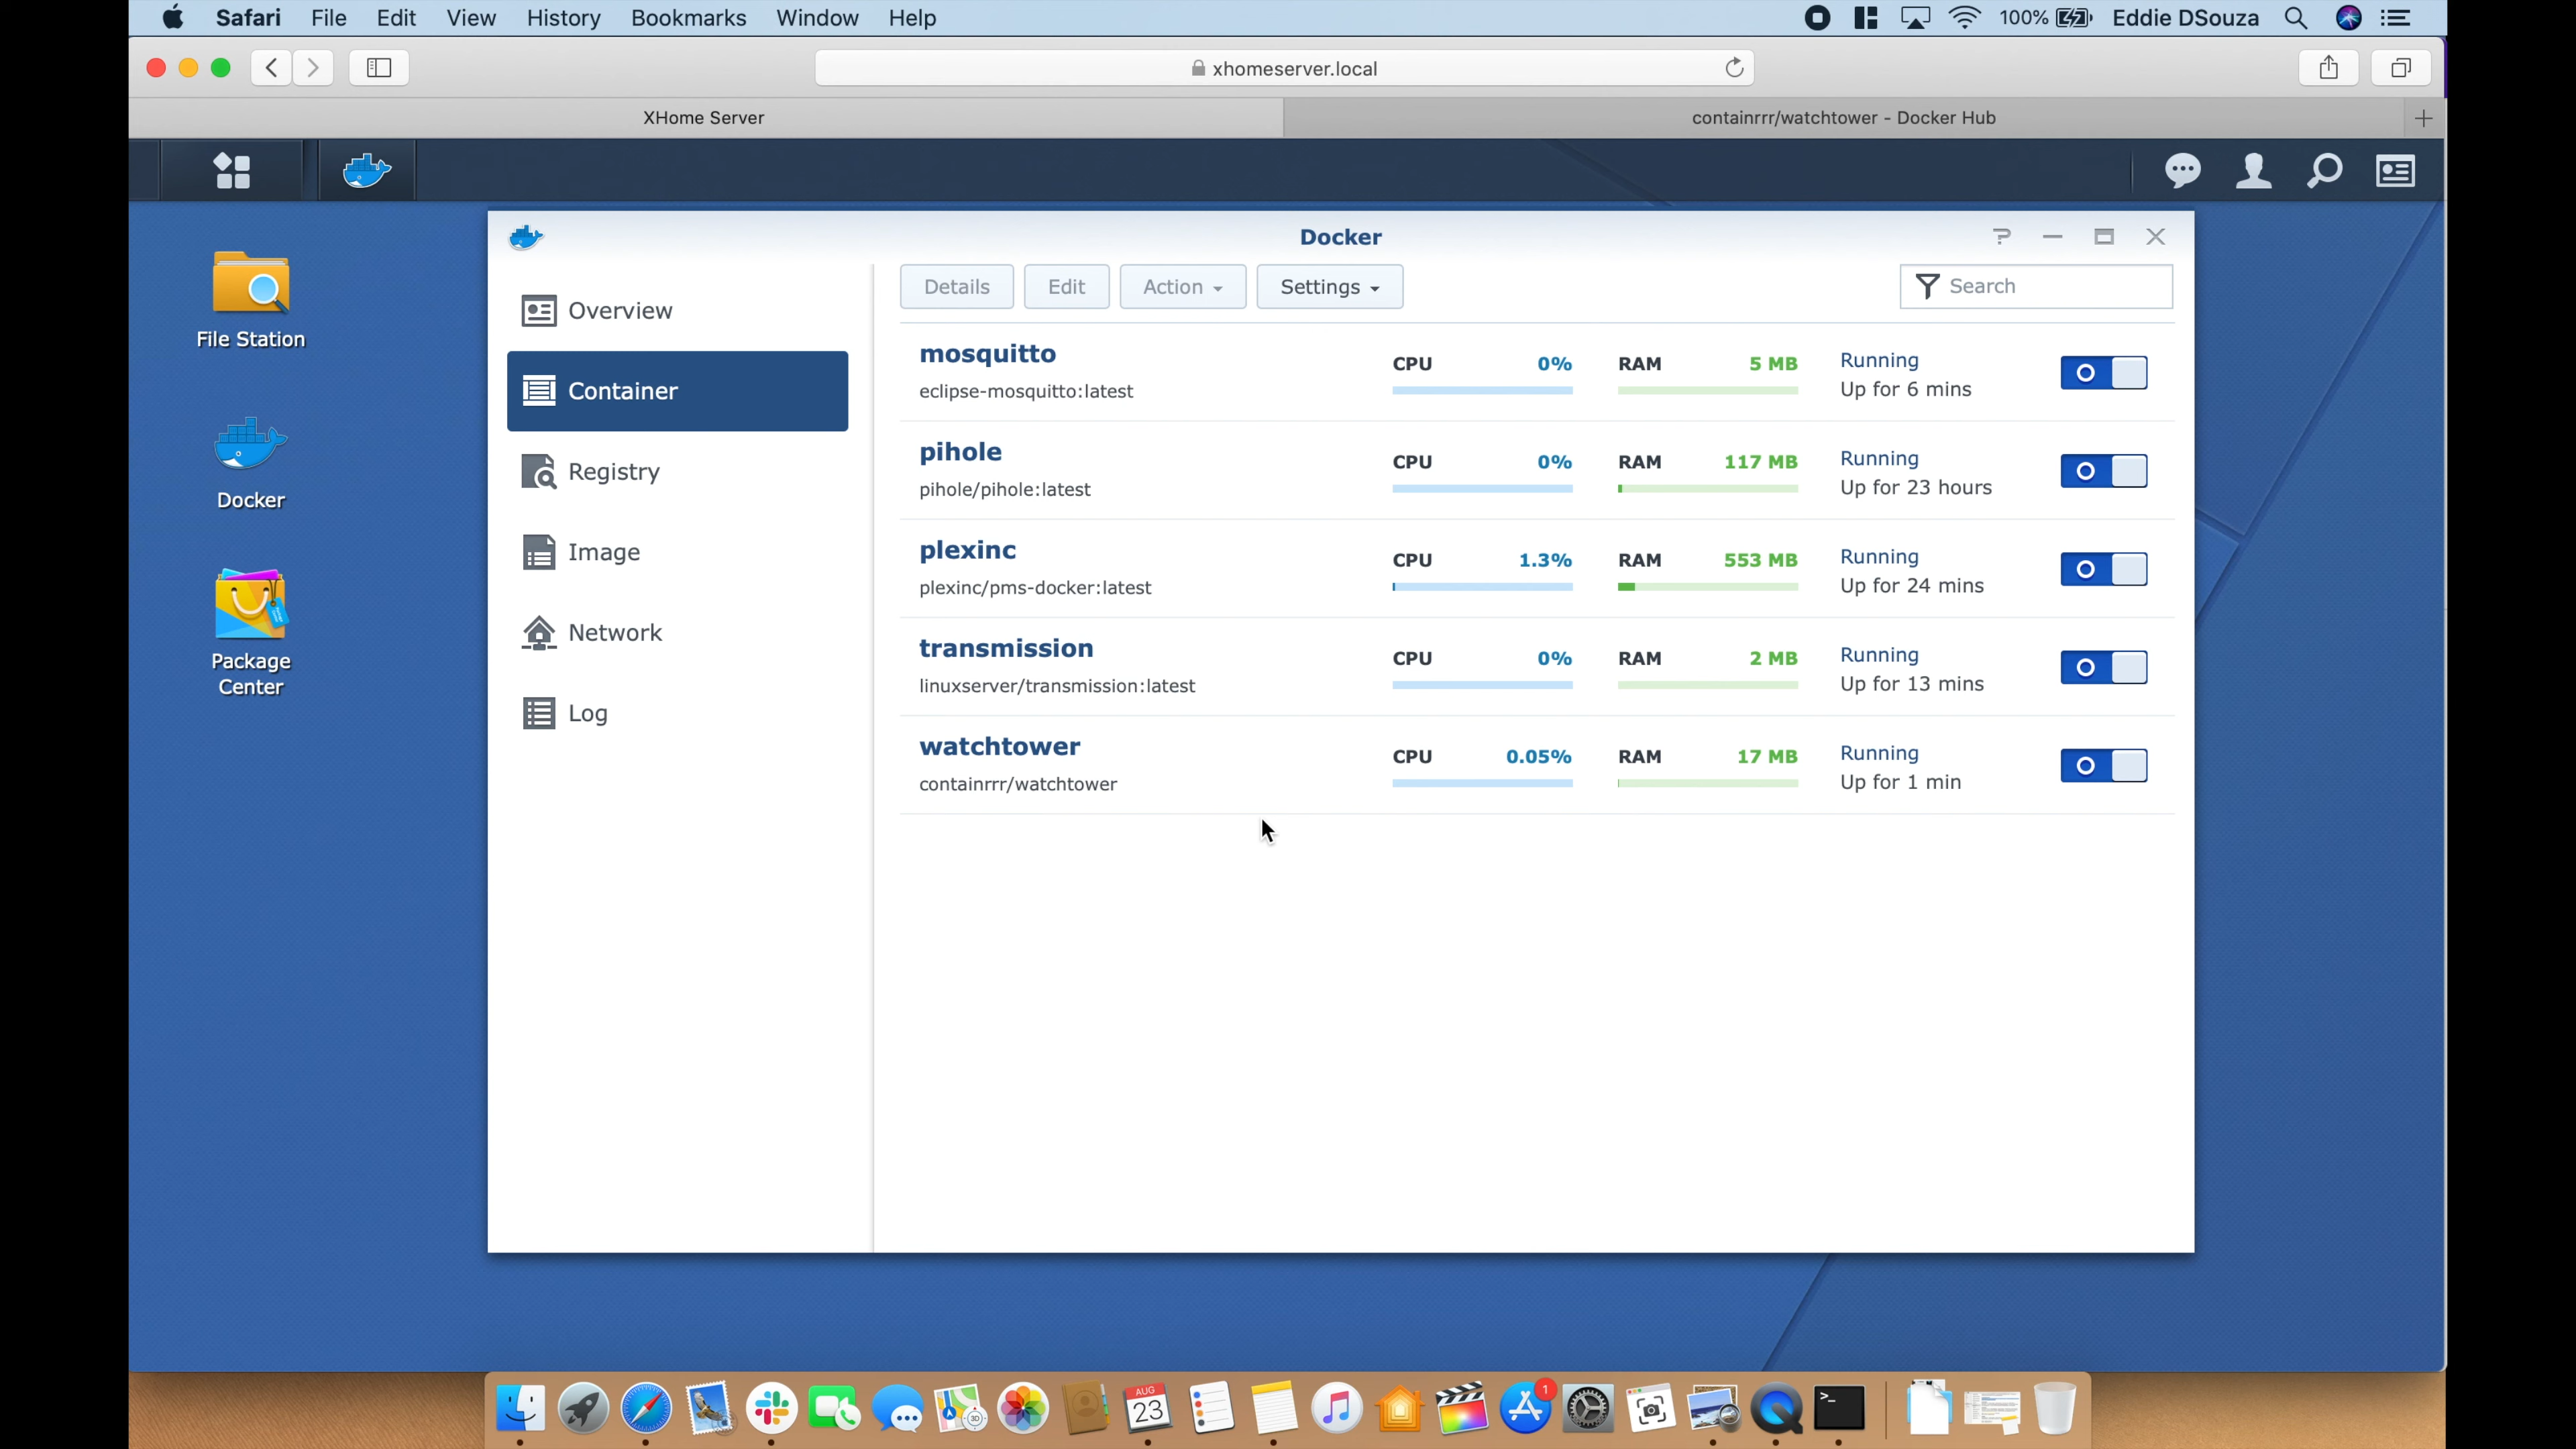 Safari File Edit View History Bookmarks Window Help 100% Eddie DSouza
xhomeserver.local
XHome Server containrrr/watchtower - Docker Hub
File Station
Docker
Package
Center
Docker
Overview
Container
Registry
Image
Network
Log
Details Edit Action Settings Search
mosquitto CPU 0% RAM 5 MB Running
eclipse-mosquitto:latest Up for 6 mins
pihole CPU 0% RAM 117 MB Running
pihole/pihole:latest Up for 23 hours
plexinc CPU 1.3% RAM 553 MB Running
plexinc/pms-docker:latest Up for 24 mins
transmission CPU 0% RAM 2 MB Running
linuxserver/transmission:latest Up for 13 mins
watchtower CPU 0.05% RAM 17 MB Running
containrrr/watchtower Up for 1 min
AUG
23
3D
1
>_